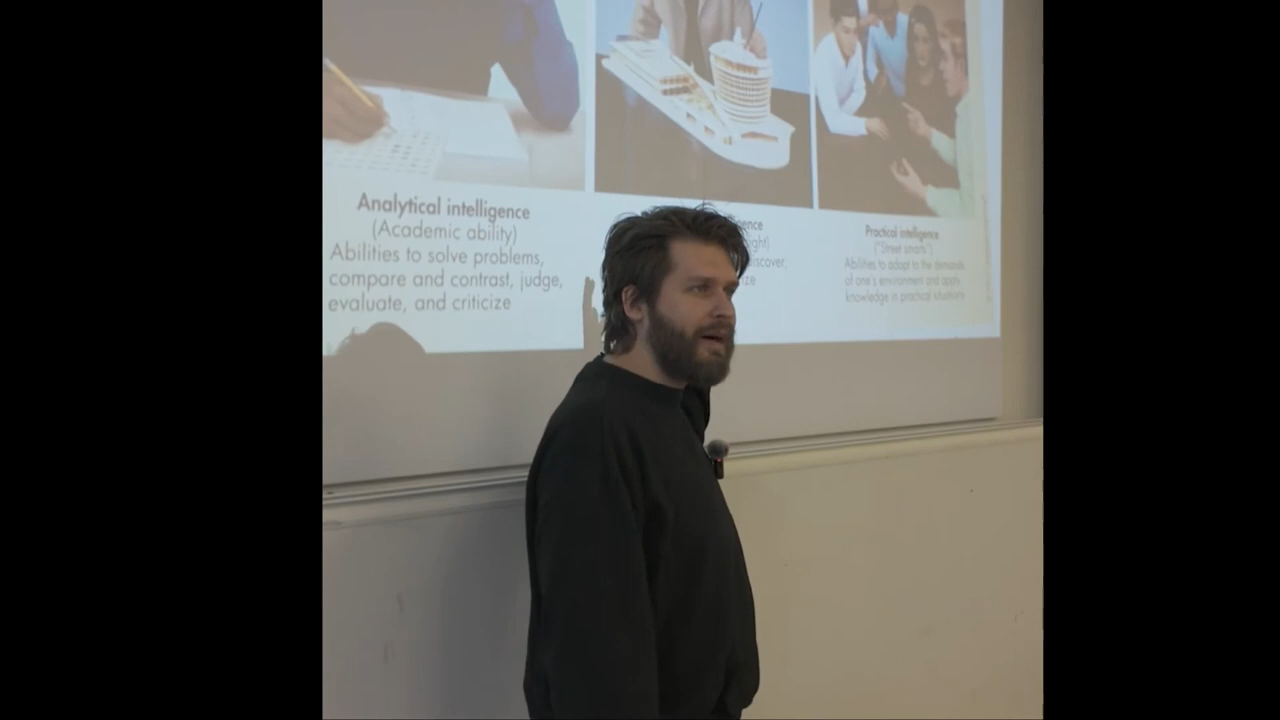 Analytical intelligence
(Academic ability)
Abilities to solve problems,
compare and contrast, judge,
evaluate, and criticize
Practical intelligence
("Street smarts")
Abilities to adapt to the demands
of one's environment and apply
knowledge in practical situations